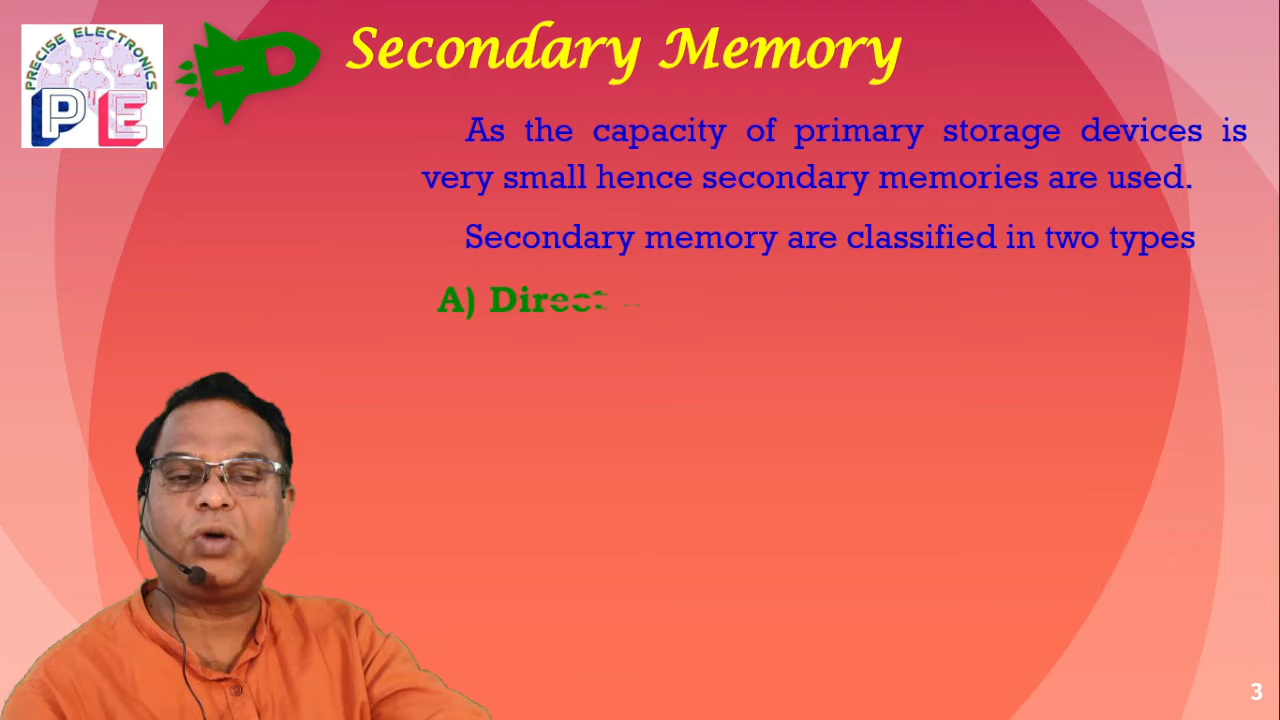 PRECISE ELECTRONICS
PE
Secondary Memory
As the capacity of primary storage devices is
very small hence secondary memories are used.
Secondary memory are classified in two types
A) Direct
3